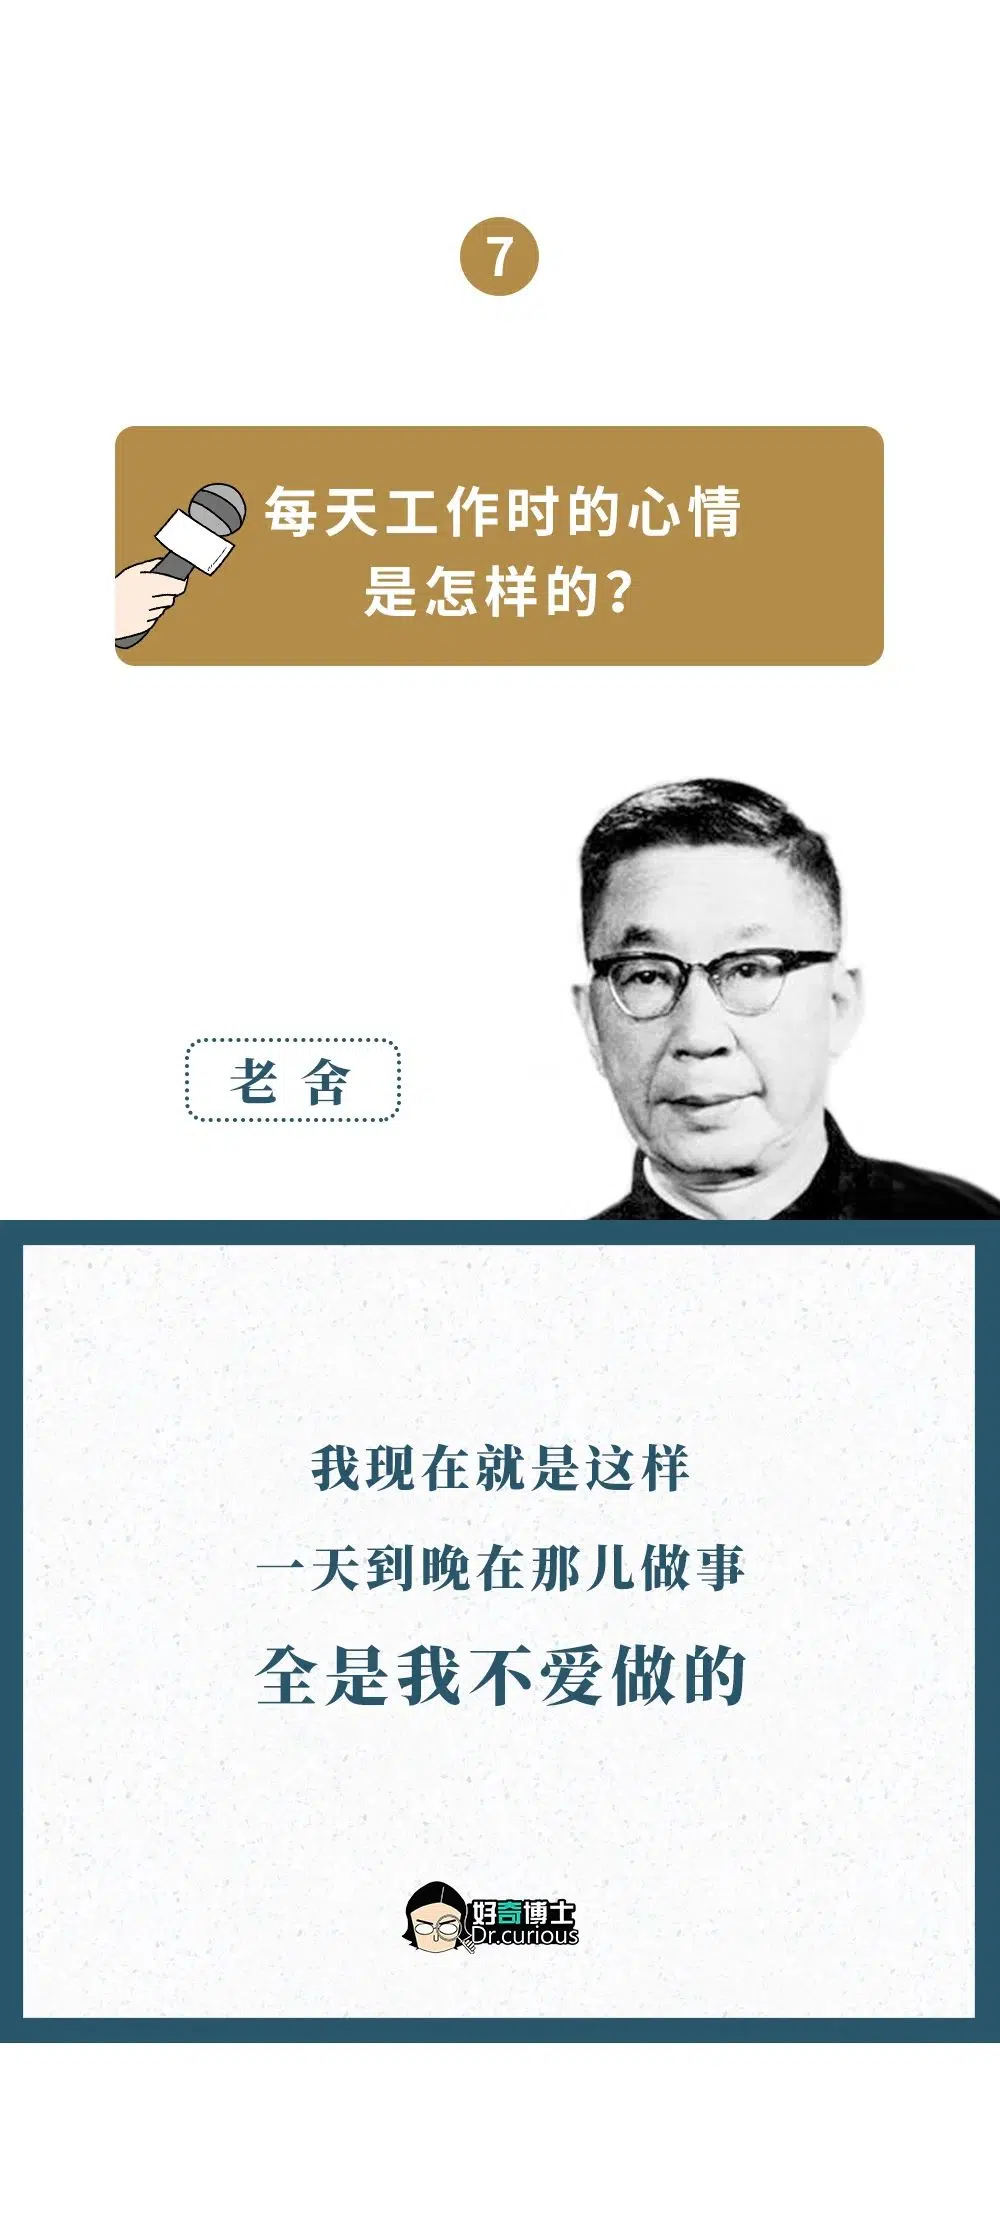 7
每天工作时的心情
是怎样的?
老舍
我现在就是这样
一天到晚在那儿做事
全是我不爱做的
好奇博士
Dr.curious